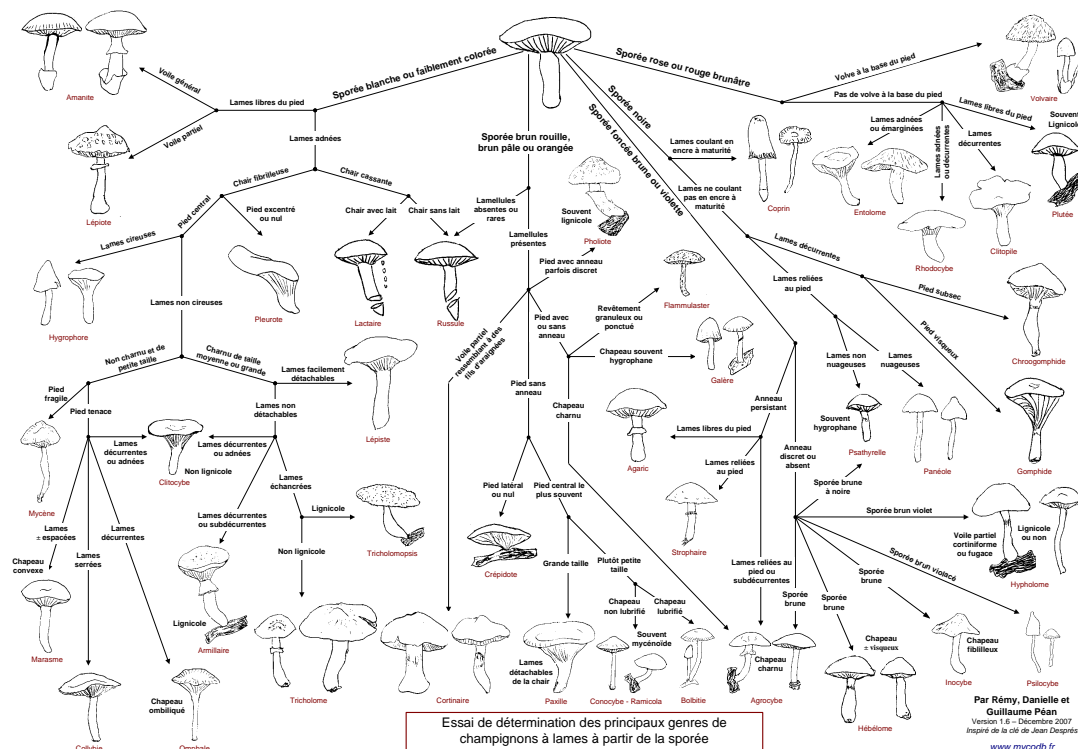 Sporée blanche ou faiblement colorée
Sporée rose ou rouge brunâtre
Sporée noire
Sporée foncée brune ou violette
Sporée brun rouille,
brun pâle ou orangée
Voile général
Amanite
Lames libres du pied
Voile partiel
Lépiote
Lames adnées
Chair fibrilleuse
Chair cassante
Chair avec lait
Chair sans lait
Lactaire
Russule
Pied central
Pied excentré
ou nul
Pleurote
Lames cireuses
Hygrophore
Lames non cireuses
Non charnu et de
petite taille
Charnu de taille
moyenne ou grande
Pied
fragile
Mycène
Pied tenace
Lames
décurrentes
ou adnées
Lames décurrentes
ou adnées
Clitocybe
Non lignicole
Lames facilement
détachables
Lépiste
Lames non
détachables
Lames
échancrées
Lignicole
Tricholomopsis
Non lignicole
Tricholome
Lames décurrentes
ou subdécurrentes
Lignicole
Armillaire
Lames
± espacées
Chapeau
convexe
Marasme
Lames
serrées
Collybie
Lames
décurrentes
Chapeau
ombiliqué
Omphale
Lamellules
absentes ou
rares
Lamellules
présentes
Souvent
lignicole
Pholiote
Pied avec anneau
parfois discret
Voile partiel
ressemblant à des
fils d'araignées
Cortinaire
Pied avec
ou sans
anneau
Revêtement
granuleux ou
ponctué
Flammulaster
Chapeau souvent
hygrophane
Galère
Chapeau
charnu
Pied sans
anneau
Pied latéral
ou nul
Crépidote
Pied central le
plus souvent
Grande taille
Lames
détachables
de la chair
Paxille
Plutôt petite
taille
Chapeau
non lubrifié
Chapeau
lubrifié
Souvent
mycénoïde
Conocybe - Ramicola
Bolbitie
Agrocybe
Chapeau
charnu
Anneau
persistant
Lames libres du pied
Agaric
Lames reliées
au pied
Strophaire
Lames reliées au
pied ou
subdécurrentes
Anneau
discret ou
absent
Sporée
brune
Sporée brune
à noire
Sporée brun violet
Voile partiel
cortiniforme
ou fugace
Lignicole
ou non
Hypholome
Sporée brun violacé
Psilocybe
Sporée
brune
Chapeau
fiblilleux
Inocybe
Sporée
brune
Chapeau
± visqueux
Hébélome
Lames coulant en
encre à maturité
Coprin
Lames ne coulant
pas en encre à
maturité
Lames décurrentes
Pied subsec
Chroogomphide
Pied visqueux
Gomphide
Lames reliées
au pied
Lames non
nuageuses
Souvent
hygrophane
Psathyrelle
Lames
nuageuses
Panéole
Volve à la base du pied
Volvaire
Pas de volve à la base du pied
Lames libres du pied
Souvent
Lignicole
Plutée
Lames adnées
ou émarginées
Entolome
Lames adnées
ou décurrentes
Rhodocybe
Lames
décurrentes
Clitopile
Essai de détermination des principaux genres de
champignons à lames à partir de la sporée
Par Rémy, Danielle et
Guillaume Péan
Version 1.6 – Décembre 2007
Inspiré de la clé de Jean Després
www.mycodb.fr